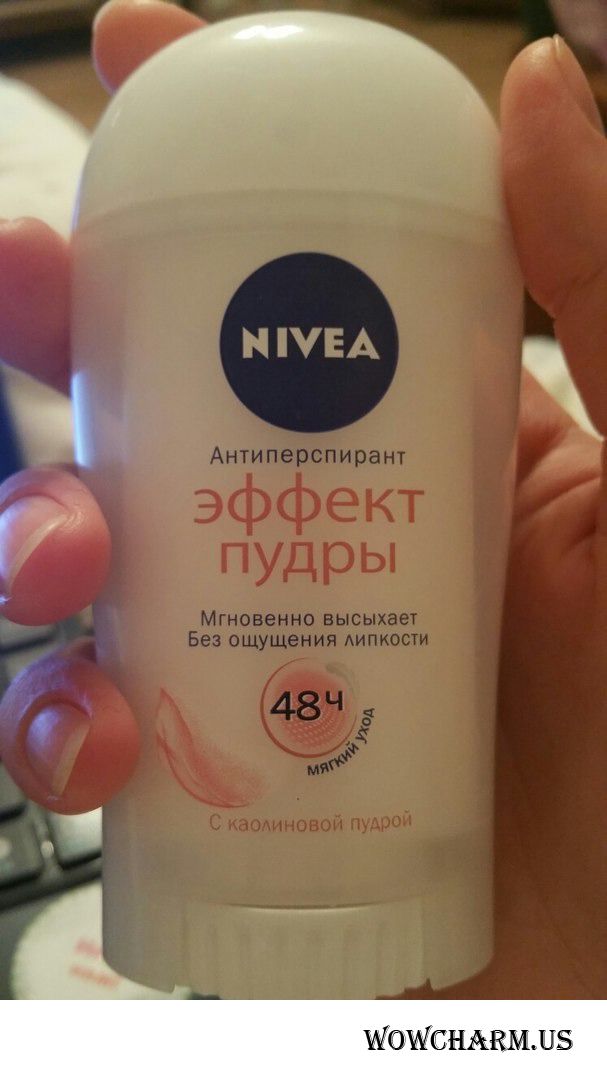 NIVEA
Антиперспирант
эффект
пудры
Мгновенно высыхает
Без ощущения липкости
48ч
мягкий уход
С каолиновой пудрой
WOWCHARM.US